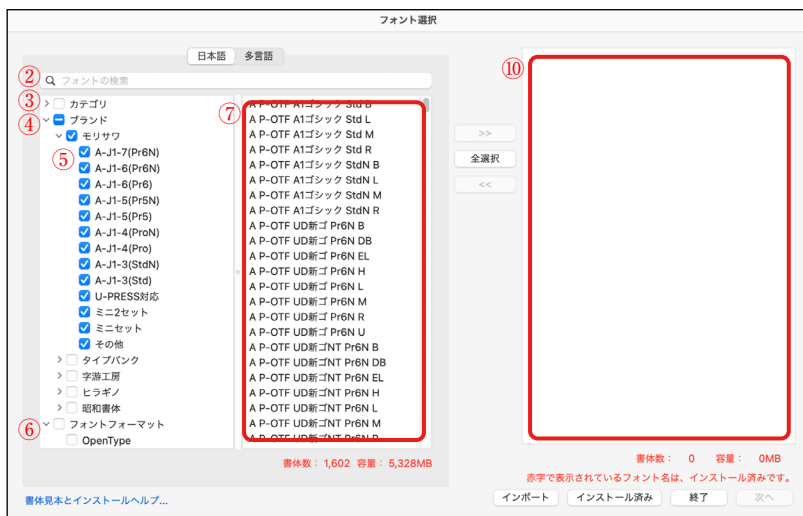 フォント選択
日本語 多言語
② フォントの検索
③ カテゴリ
④ ブランド
モリサワ
⑤ A-J1-7(Pr6N)
A-J1-6(Pr6N)
A-J1-6(Pr6)
A-J1-5(Pr5N)
A-J1-5(Pr5)
A-J1-4(ProN)
A-J1-4(Pro)
A-J1-3(StdN)
A-J1-3(Std)
U-PRESS対応
ミニ2セット
ミニセット
その他
タイプバンク
字游工房
ヒラギノ
昭和書体
⑥ フォントフォーマット
OpenType
⑦
A P-OTF A1ゴシック Std B
A P-OTF A1ゴシック Std L
A P-OTF A1ゴシック Std M
A P-OTF A1ゴシック Std R
A P-OTF A1ゴシック StdN B
A P-OTF A1ゴシック StdN L
A P-OTF A1ゴシック StdN M
A P-OTF A1ゴシック StdN R
A P-OTF UD新ゴ Pr6N B
A P-OTF UD新ゴ Pr6N DB
A P-OTF UD新ゴ Pr6N EL
A P-OTF UD新ゴ Pr6N H
A P-OTF UD新ゴ Pr6N L
A P-OTF UD新ゴ Pr6N M
A P-OTF UD新ゴ Pr6N R
A P-OTF UD新ゴ Pr6N U
A P-OTF UD新ゴNT Pr6N B
A P-OTF UD新ゴNT Pr6N DB
A P-OTF UD新ゴNT Pr6N EL
A P-OTF UD新ゴNT Pr6N H
A P-OTF UD新ゴNT Pr6N L
A P-OTF UD新ゴNT Pr6N M
A P-OTF UD新ゴNT Pr6N R
書体数： 1,602 容量： 5,328MB
>>
全選択
<<
⑩
書体数： 0 容量： 0MB
赤字で表示されているフォント名は、インストール済みです。
書体見本とインストールヘルプ...
インポート インストール済み 終了 次へ